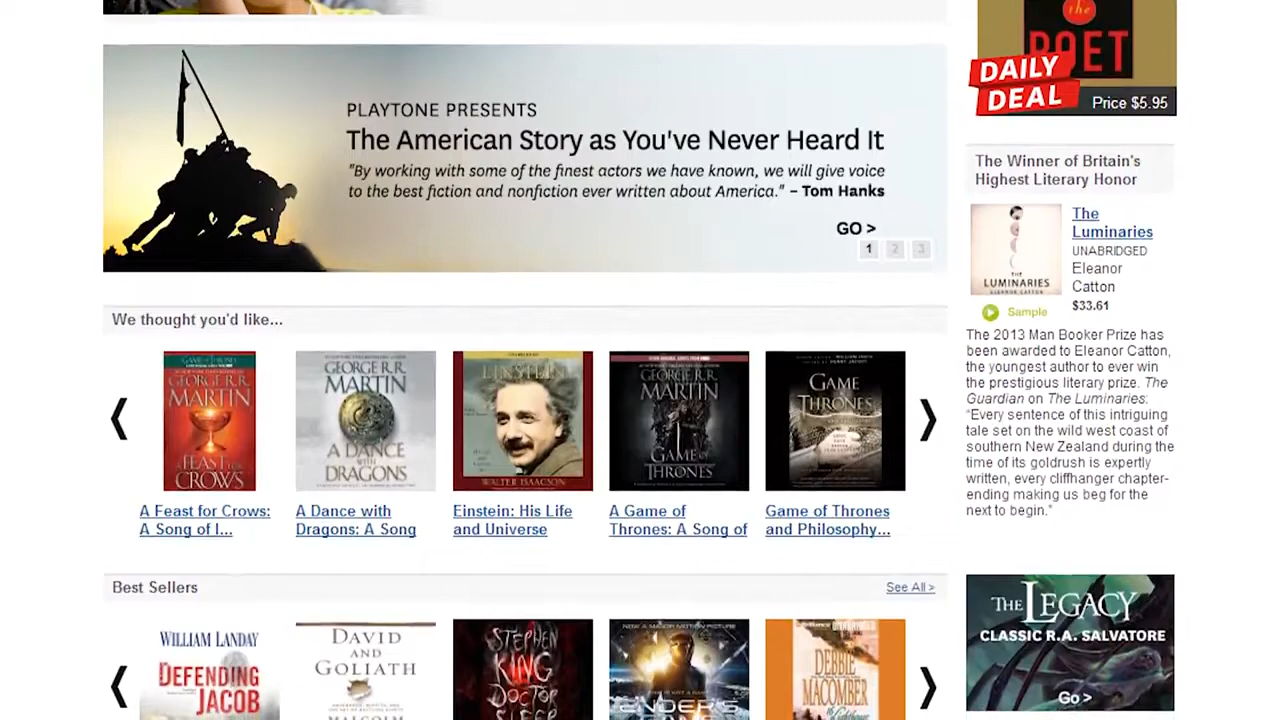 PLAYTONE PRESENTS
The American Story as You've Never Heard It
"By working with some of the finest actors we have known, we will give voice
to the best fiction and nonfiction ever written about America." – Tom Hanks
GO >
1 2 3
We thought you'd like...
GEORGE R.R.
MARTIN
A FEAST FOR
CROWS
GEORGE R.R.
MARTIN
A DANCE
WITH
DRAGONS
EINSTEIN
WALTER ISAACSON
GEORGE R.R.
MARTIN
A
GAME OF
THRONES
GAME OF
THRONES
A Feast for Crows:
A Song of I...
A Dance with
Dragons: A Song
Einstein: His Life
and Universe
A Game of
Thrones: A Song of
Game of Thrones
and Philosophy...
Best Sellers
See All >
WILLIAM LANDAY
DEFENDING
JACOB
DAVID
AND
GOLIATH
MALCOLM
STEPHEN
KING
DOCTOR
SLEEP
NOW A MAJOR MOTION PICTURE
ENDER'S
DEBBIE
MACOMBER
the
POET
DAILY
DEAL
Price $5.95
The Winner of Britain's
Highest Literary Honor
THE
LUMINARIES
ELEANOR CATTON
The
Luminaries
UNABRIDGED
Eleanor
Catton
$33.61
Sample
The 2013 Man Booker Prize has
been awarded to Eleanor Catton,
the youngest author to ever win
the prestigious literary prize. The
Guardian on The Luminaries:
“Every sentence of this intriguing
tale set on the wild west coast of
southern New Zealand during the
time of its goldrush is expertly
written, every cliffhanger chapter-
ending making us beg for the
next to begin.”
THE LEGACY
CLASSIC R.A. SALVATORE
Go >